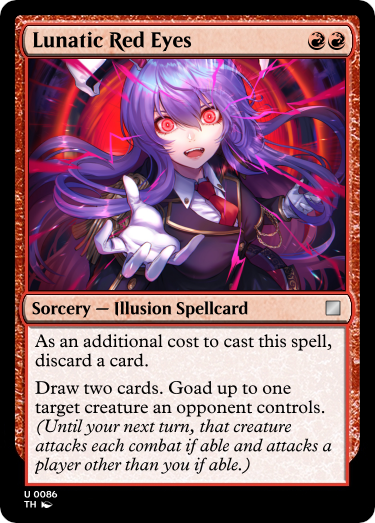 Lunatic Red Eyes
Sorcery — Illusion Spellcard
As an additional cost to cast this spell,
discard a card.
Draw two cards. Goad up to one
target creature an opponent controls.
(Until your next turn, that creature
attacks each combat if able and attacks a
player other than you if able.)
U 0086
TH